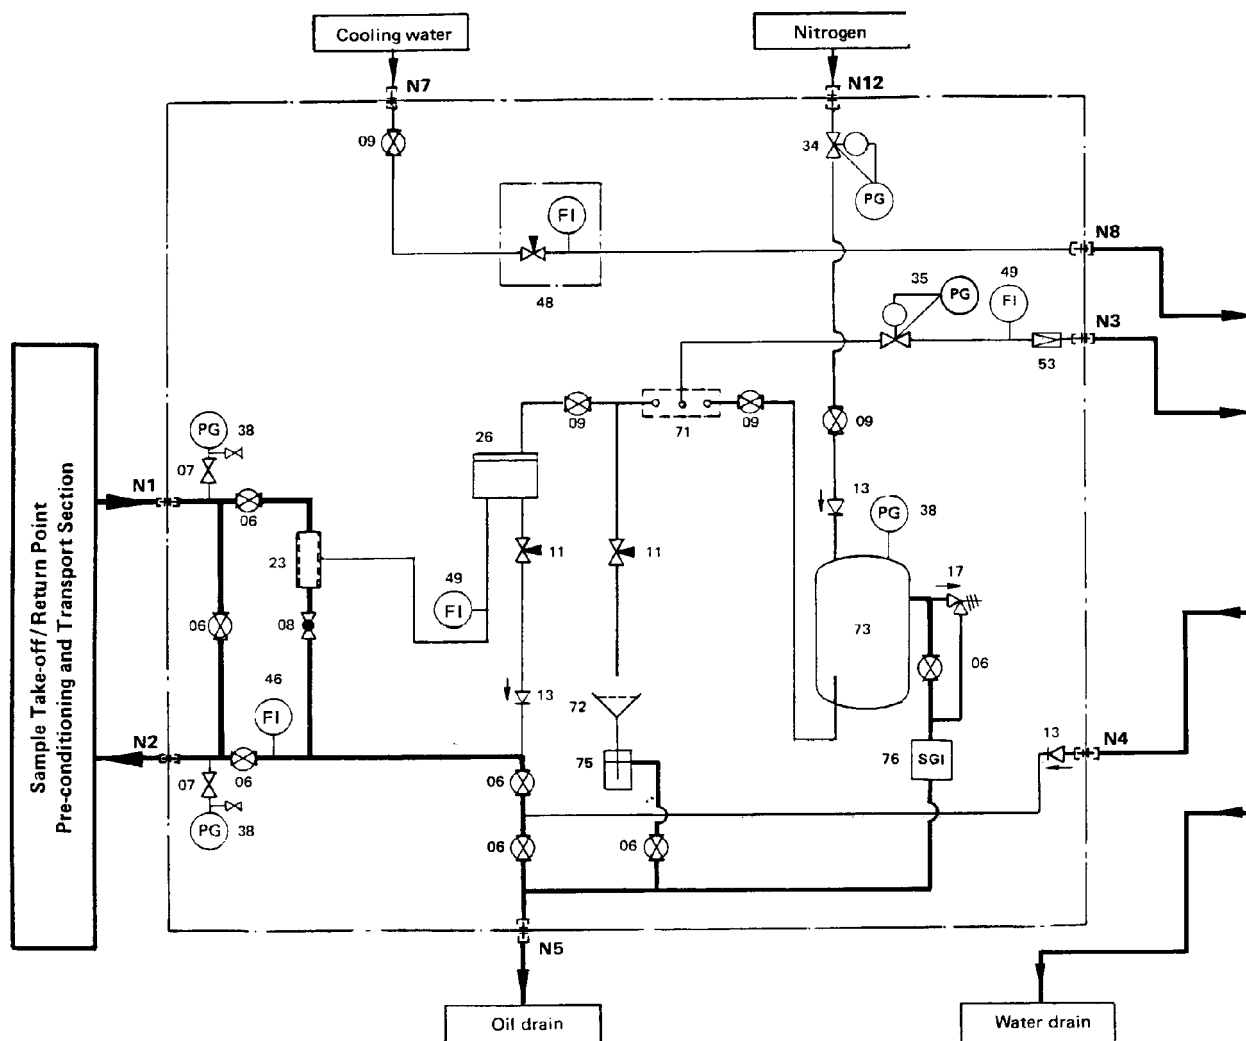 Cooling water
Nitrogen
N7
N12
09
34
PG
FI
48
N8
35
PG
49
FI
N3
53
PG
38
07
26
09
71
09
09
N1
06
23
49
FI
11
11
13
PG
38
17
73
06
08
06
46
FI
13
72
Sample Take-off/Return Point
Pre-conditioning and Transport Section
N2
06
07
PG
38
06
75
76
SGI
13
N4
06
06
N5
Oil drain
Water drain